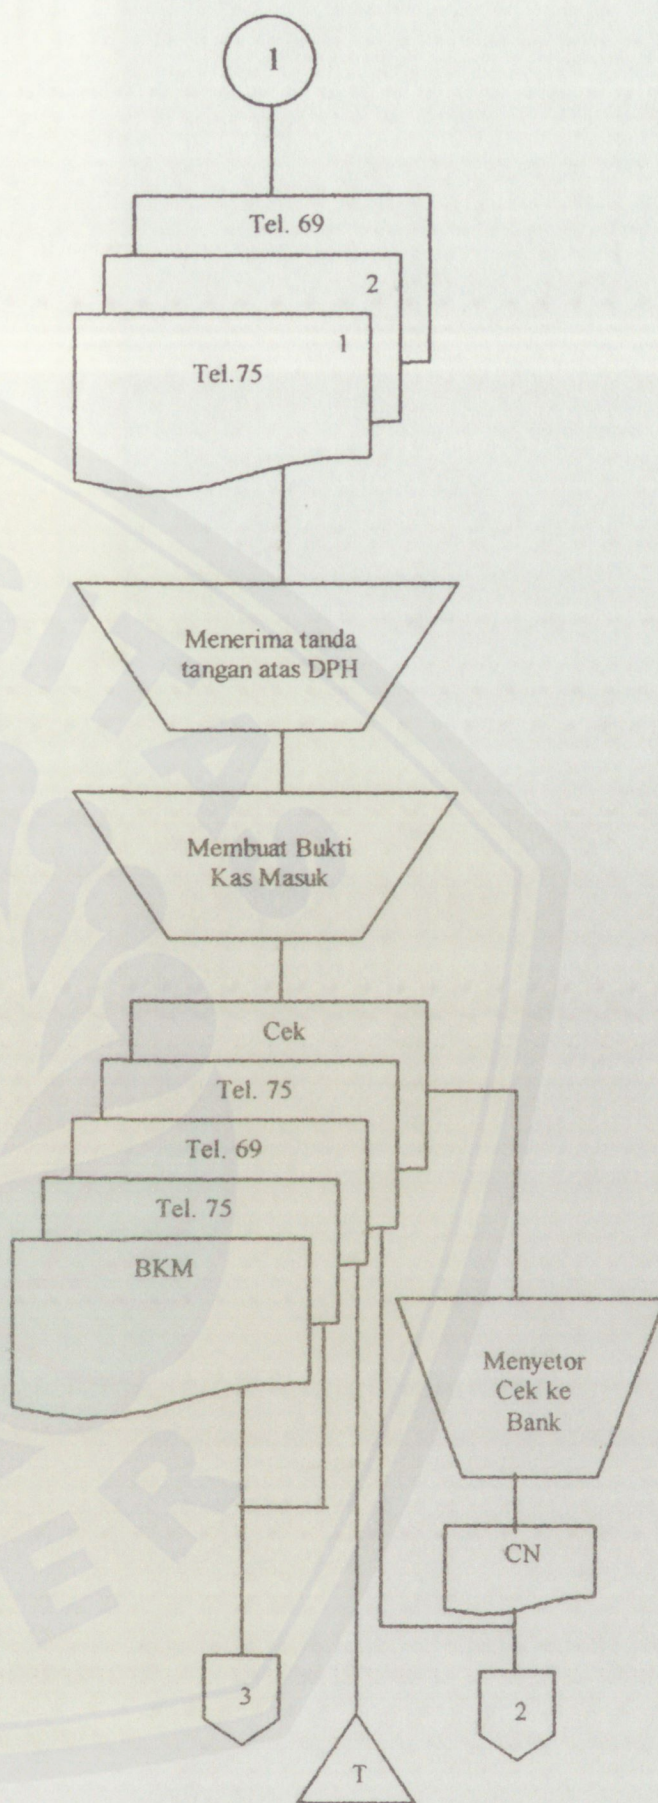 1
Tel. 69
2
1
Tel.75
Menerima tanda
tangan atas DPH
Membuat Bukti
Kas Masuk
Cek
Tel. 75
Tel. 69
Tel. 75
BKM
Menyetor
Cek ke
Bank
CN
3
2
T